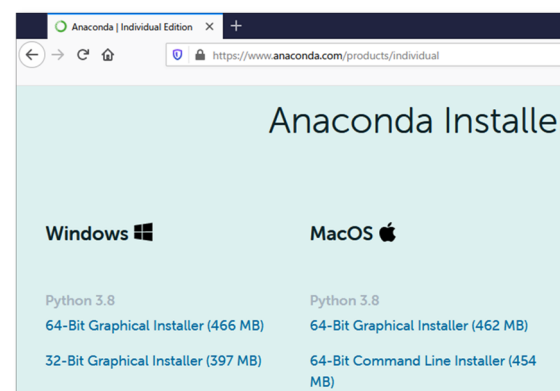 Anaconda | Individual Edition
https://www.anaconda.com/products/individual
Anaconda Installe
Windows
MacOS
Python 3.8
Python 3.8
64-Bit Graphical Installer (466 MB)
64-Bit Graphical Installer (462 MB)
32-Bit Graphical Installer (397 MB)
64-Bit Command Line Installer (454
MB)